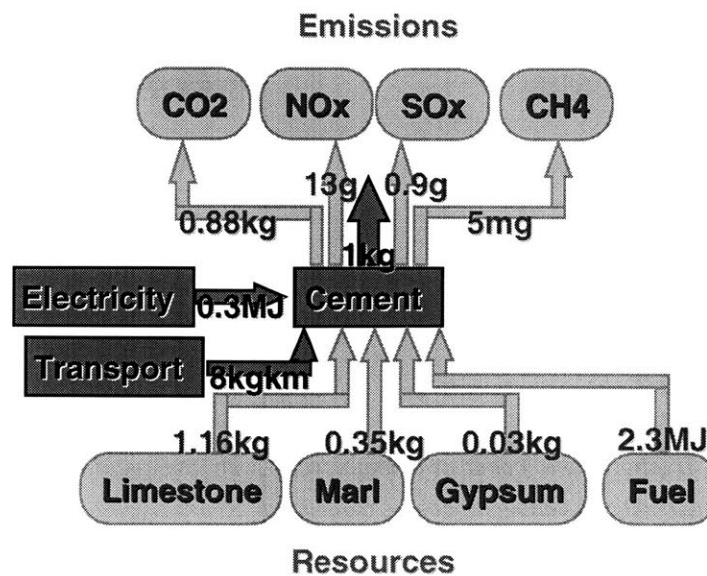 Emissions
CO2 NOx SOx CH4
13g 0.9g
0.88kg 5mg
1kg
Electricity 0.3MJ Cement
Transport 8kgkm
1.16kg 0.35kg 0.03kg 2.3MJ
Limestone Marl Gypsum Fuel
Resources